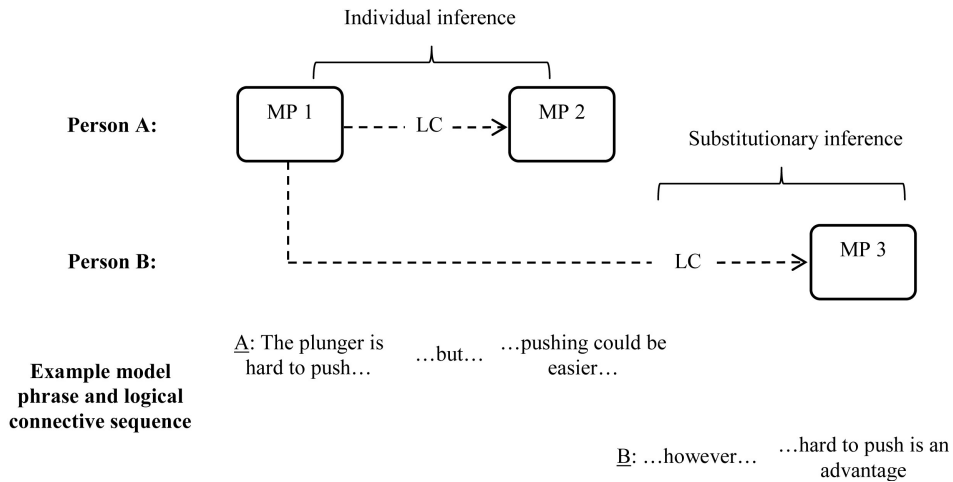 Individual inference
Person A:
MP 1
LC
MP 2
Substitutionary inference
Person B:
LC
MP 3
Example model
phrase and logical
connective sequence
A: The plunger is
hard to push…
…but…
…pushing could be
easier…
B: …however…
…hard to push is an
advantage